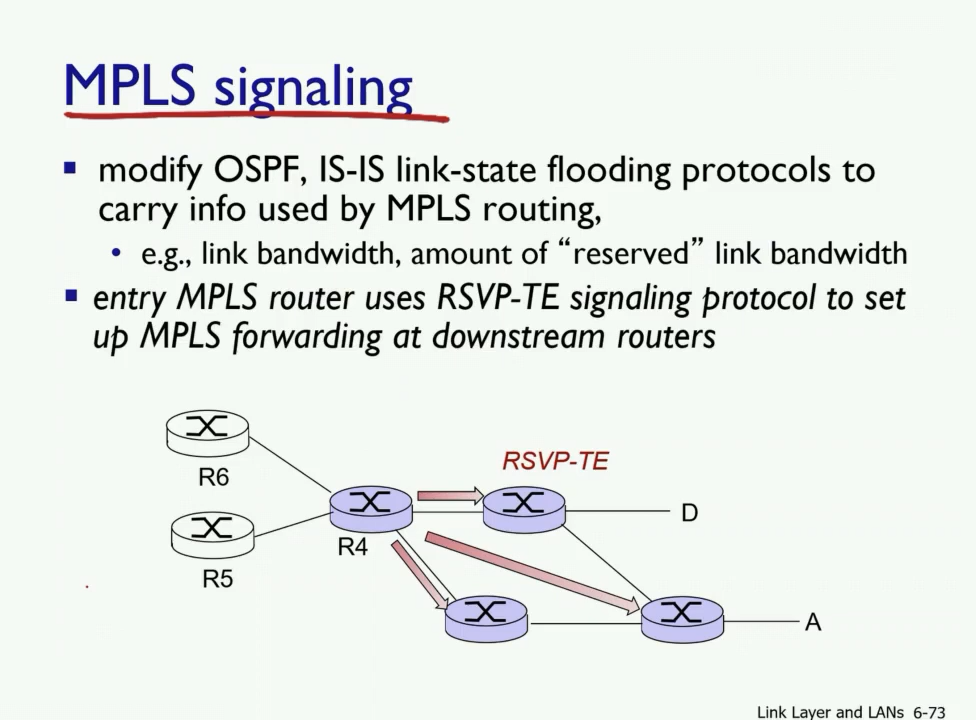 MPLS signaling
▪ modify OSPF, IS-IS link-state flooding protocols to
carry info used by MPLS routing,
• e.g., link bandwidth, amount of “reserved” link bandwidth
▪ entry MPLS router uses RSVP-TE signaling protocol to set
up MPLS forwarding at downstream routers
RSVP-TE
R6
D
R4
R5
A
Link Layer and LANs 6-73